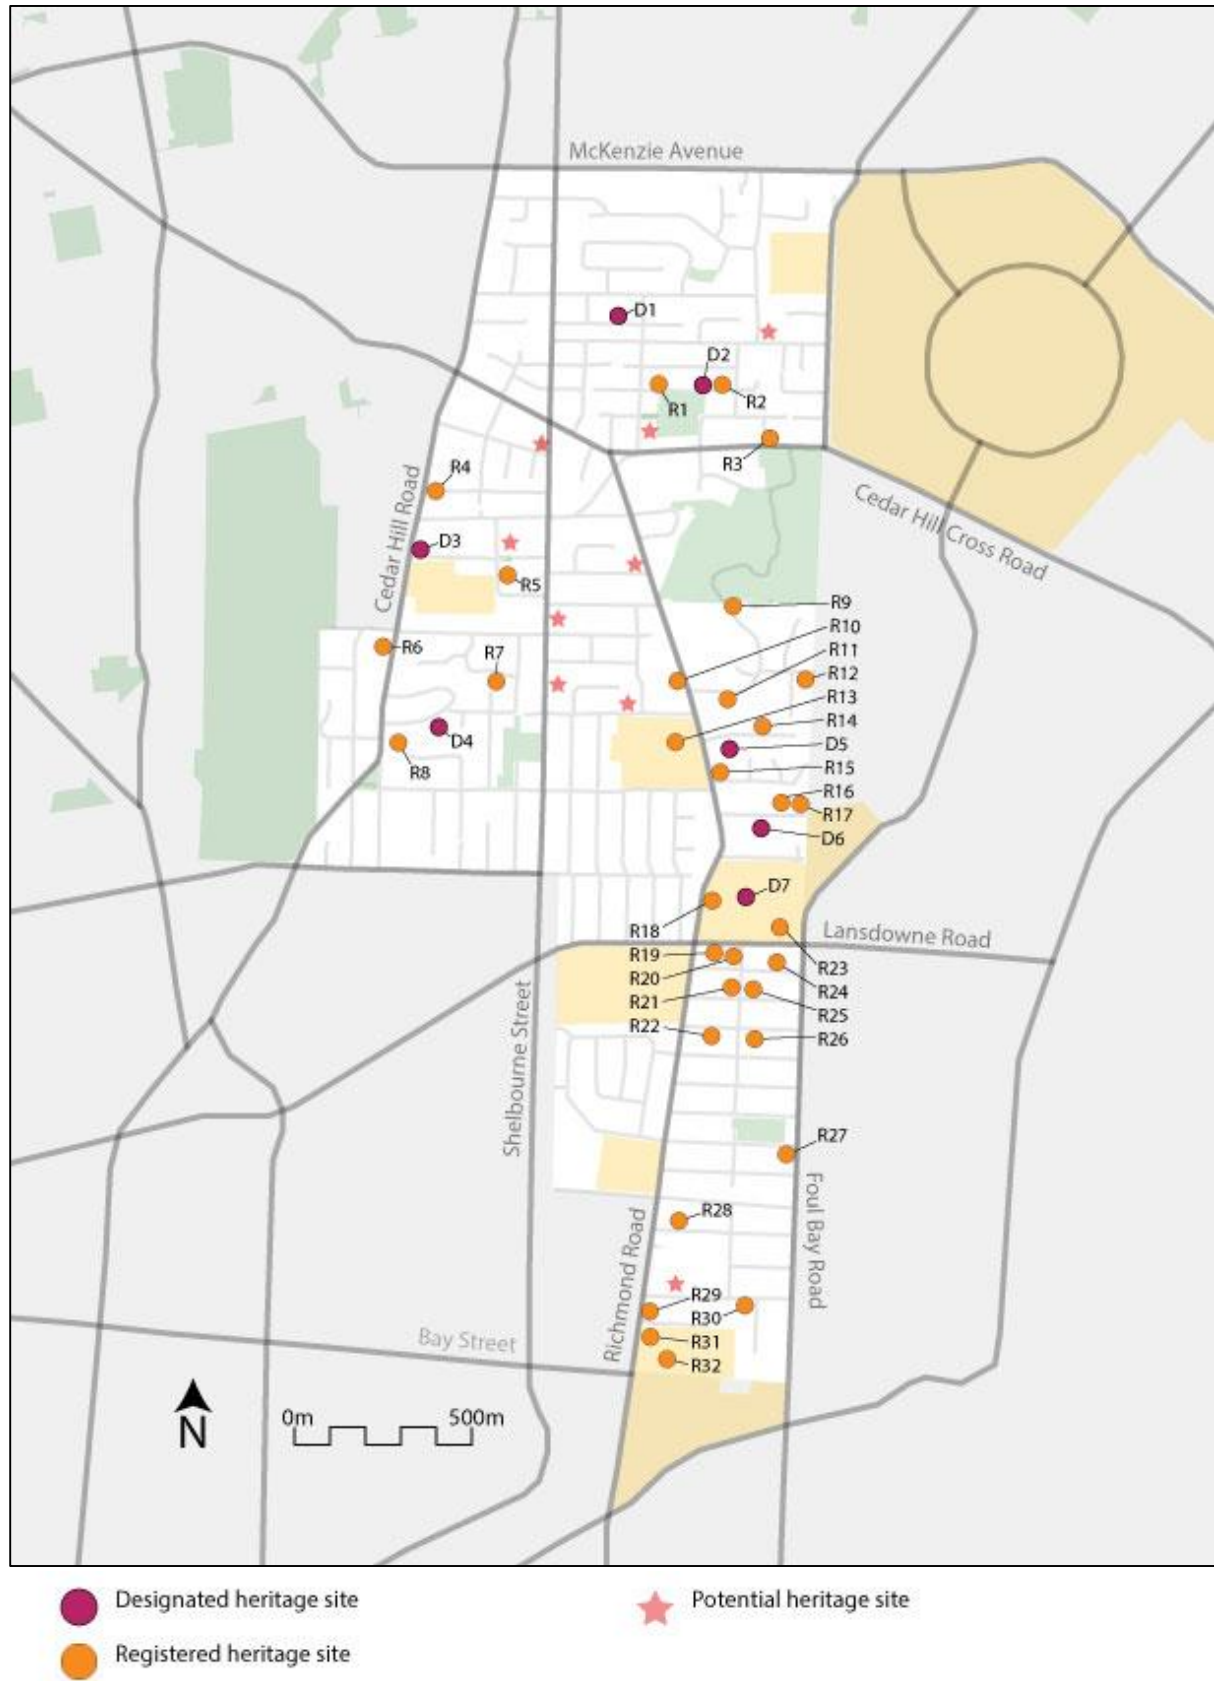 McKenzie Avenue
D1
D2
R1
R2
R3
R4
Cedar Hill Road
Cedar Hill Cross Road
D3
R5
R9
R10
R6
R7
R11
R12
R13
R14
D4
D5
R8
R15
R16
R17
D6
D7
R18
Lansdowne Road
R19
R23
R20
R24
R21
R25
R22
R26
Shelbourne Street
R27
Foul Bay Road
R28
Richmond Road
R29
R30
Bay Street
R31
R32
N
0m 500m
Designated heritage site
Potential heritage site
Registered heritage site